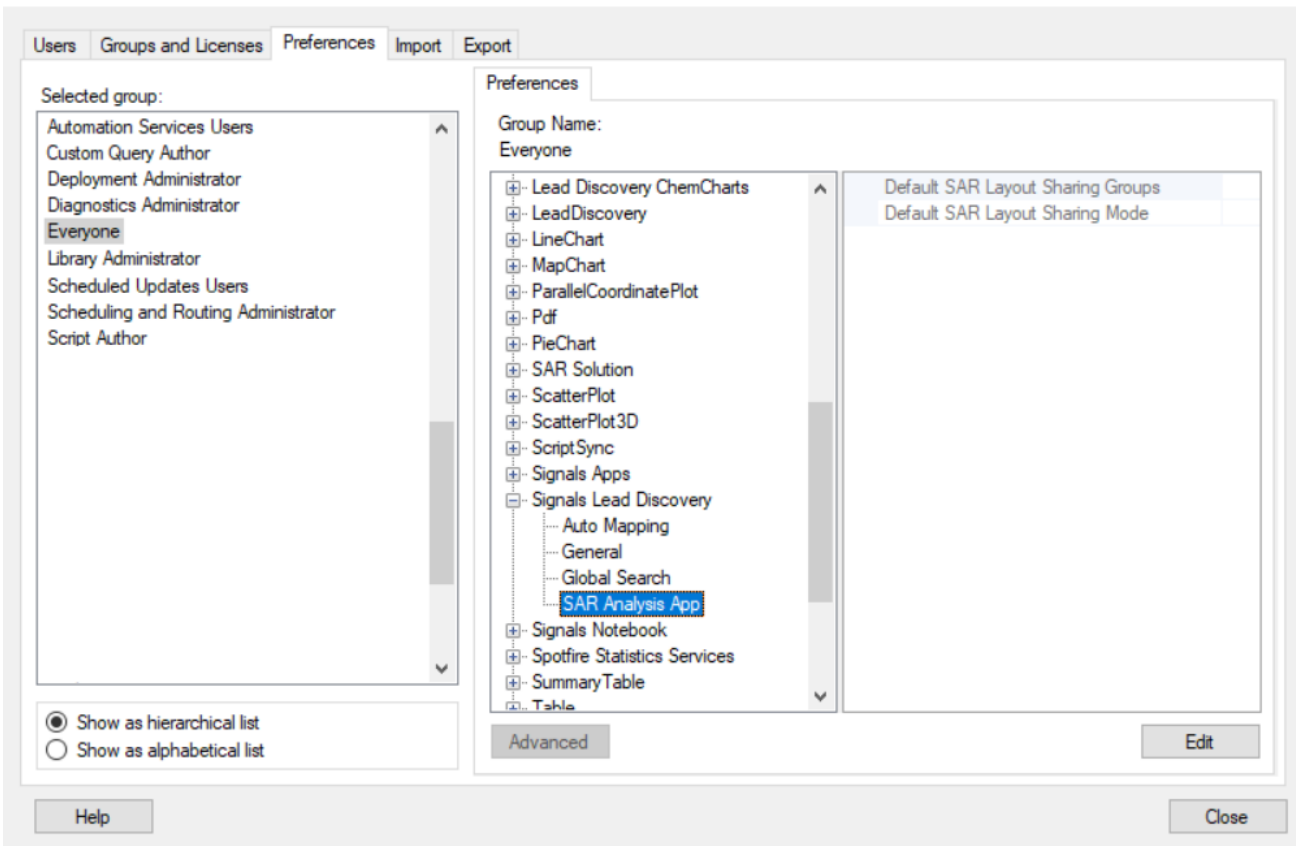 Users Groups and Licenses Preferences Import Export
Selected group:
Automation Services Users
Custom Query Author
Deployment Administrator
Diagnostics Administrator
Everyone
Library Administrator
Scheduled Updates Users
Scheduling and Routing Administrator
Script Author
Show as hierarchical list
Show as alphabetical list
Preferences
Group Name:
Everyone
Lead Discovery ChemCharts
LeadDiscovery
LineChart
MapChart
ParallelCoordinatePlot
Pdf
PieChart
SAR Solution
ScatterPlot
ScatterPlot3D
ScriptSync
Signals Apps
Signals Lead Discovery
Auto Mapping
General
Global Search
SAR Analysis App
Signals Notebook
Spotfire Statistics Services
SummaryTable
Table
Default SAR Layout Sharing Groups
Default SAR Layout Sharing Mode
Advanced
Edit
Help
Close